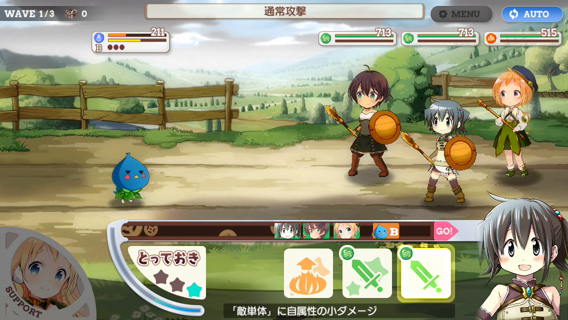 WAVE 1/3
0
通常攻撃
MENU
AUTO
211
B
713
713
515
B
GO!
とっておき
SUPPORT
「敵単体」に自属性の小ダメージ